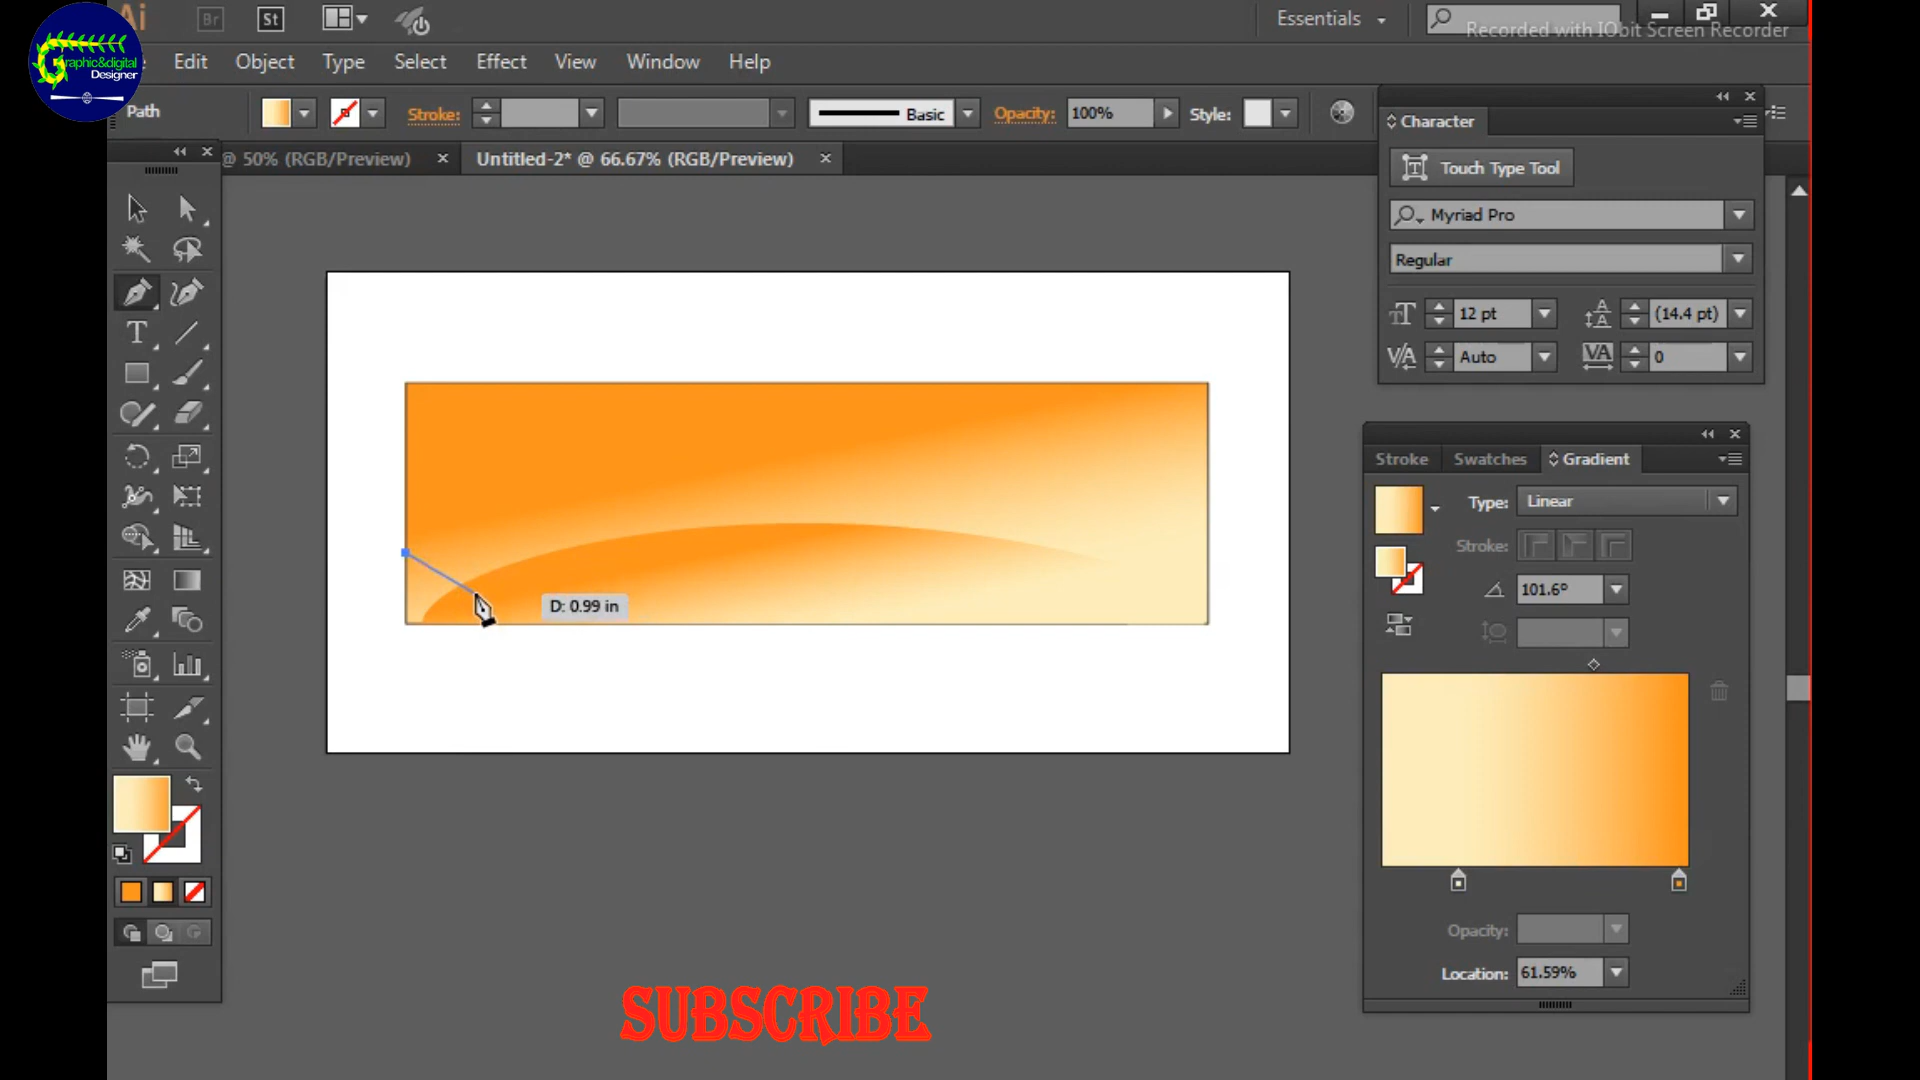 Ai
Br
St
Essentials
Recorded with IObit Screen Recorder
Graphic&digital
Designer
Edit Object Type Select Effect View Window Help
Path
Stroke:
Basic
Opacity:
100%
Style:
@ 50% (RGB/Preview)
Untitled-2* @ 66.67% (RGB/Preview)
Character
Touch Type Tool
Myriad Pro
Regular
12 pt
(14.4 pt)
Auto
0
D: 0.99 in
Stroke Swatches Gradient
Type: Linear
Stroke:
101.6°
Opacity:
Location: 61.59%
SUBSCRIBE